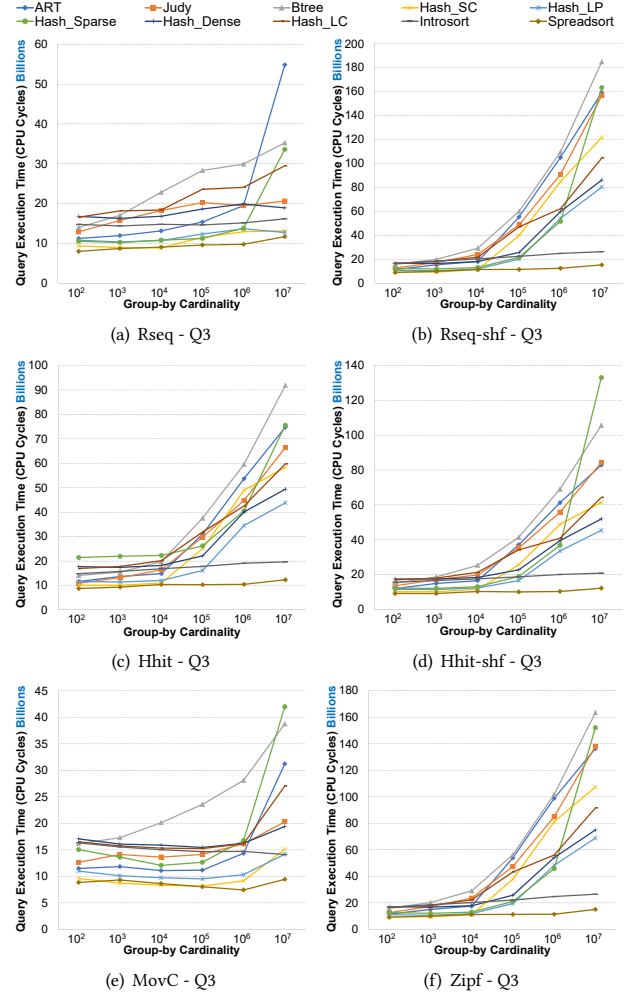 ART Judy Btree Hash_SC Hash_LP
Hash_Sparse Hash_Dense Hash_LC Introsort Spreadsort
Query Execution Time (CPU Cycles) Billions
60
50
40
30
20
10
0
10² 10³ 10⁴ 10⁵ 10⁶ 10⁷
Group-by Cardinality
(a) Rseq - Q3
Query Execution Time (CPU Cycles) Billions
200
180
160
140
120
100
80
60
40
20
0
10² 10³ 10⁴ 10⁵ 10⁶ 10⁷
Group-by Cardinality
(b) Rseq-shf - Q3
Query Execution Time (CPU Cycles) Billions
100
90
80
70
60
50
40
30
20
10
0
10² 10³ 10⁴ 10⁵ 10⁶ 10⁷
Group-by Cardinality
(c) Hhit - Q3
Query Execution Time (CPU Cycles) Billions
140
120
100
80
60
40
20
0
10² 10³ 10⁴ 10⁵ 10⁶ 10⁷
Group-by Cardinality
(d) Hhit-shf - Q3
Query Execution Time (CPU Cycles) Billions
45
40
35
30
25
20
15
10
5
0
10² 10³ 10⁴ 10⁵ 10⁶ 10⁷
Group-by Cardinality
(e) MovC - Q3
Query Execution Time (CPU Cycles) Billions
180
160
140
120
100
80
60
40
20
0
10² 10³ 10⁴ 10⁵ 10⁶ 10⁷
Group-by Cardinality
(f) Zipf - Q3